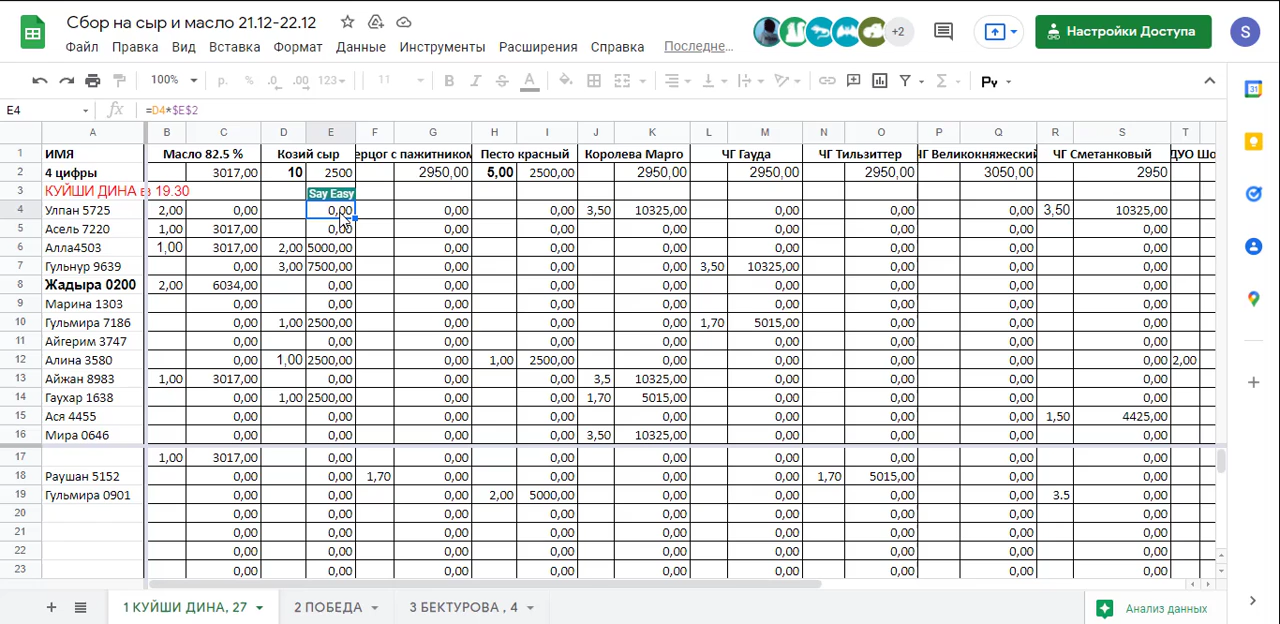 Сбор на сыр и масло 21.12-22.12
+2
Настройки Доступа
S
Файл Правка Вид Вставка Формат Данные Инструменты Расширения Справка Последне…
100% р. % .0 .00 123 11 B I S A Σ Ру
E4 fx =D4*$E$2
A B C D E F G H I J K L M N O P Q R S T
1 ИМЯ Масло 82.5 % Козий сыр ерцог с пажитником Песто красный Королева Марго ЧГ Гауда ЧГ Тильзиттер ЧГ Великокняжеский ЧГ Сметанковый ДУО Шо
2 4 цифры 3017,00 10 2500 2950,00 5,00 2500,00 2950,00 2950,00 2950,00 3050,00 2950
3 КУЙШИ ДИНА вз 19.30 Say Easy
4 Улпан 5725 2,00 0,00 0,00 0,00 0,00 3,50 10325,00 0,00 0,00 0,00 3,50 10325,00
5 Асель 7220 1,00 3017,00 0,00 0,00 0,00 0,00 0,00 0,00 0,00 0,00
6 Алла4503 1,00 3017,00 2,00 5000,00 0,00 0,00 0,00 0,00 0,00 0,00 0,00
7 Гульнур 9639 0,00 3,00 7500,00 0,00 0,00 0,00 3,50 10325,00 0,00 0,00 0,00
8 Жадыра 0200 2,00 6034,00 0,00 0,00 0,00 0,00 0,00 0,00 0,00 0,00
9 Марина 1303 0,00 0,00 0,00 0,00 0,00 0,00 0,00 0,00 0,00
10 Гульмира 7186 0,00 1,00 2500,00 0,00 0,00 0,00 1,70 5015,00 0,00 0,00 0,00
11 Айгерим 3747 0,00 0,00 0,00 0,00 0,00 0,00 0,00 0,00 0,00
12 Алина 3580 0,00 1,00 2500,00 0,00 1,00 2500,00 0,00 0,00 0,00 0,00 0,00 2,00
13 Айжан 8983 1,00 3017,00 0,00 0,00 0,00 3,5 10325,00 0,00 0,00 0,00 0,00
14 Гаухар 1638 0,00 1,00 2500,00 0,00 0,00 1,70 5015,00 0,00 0,00 0,00 0,00
15 Ася 4455 0,00 0,00 0,00 0,00 0,00 0,00 0,00 0,00 1,50 4425,00
16 Мира 0646 0,00 0,00 0,00 0,00 3,50 10325,00 0,00 0,00 0,00 0,00
17 1,00 3017,00 0,00 0,00 0,00 0,00 0,00 0,00 0,00 0,00
18 Раушан 5152 0,00 0,00 1,70 0,00 0,00 0,00 0,00 1,70 5015,00 0,00 0,00
19 Гульмира 0901 0,00 0,00 0,00 2,00 5000,00 0,00 0,00 0,00 0,00 3.5 0,00
20 0,00 0,00 0,00 0,00 0,00 0,00 0,00 0,00 0,00
21 0,00 0,00 0,00 0,00 0,00 0,00 0,00 0,00 0,00
22 0,00 0,00 0,00 0,00 0,00 0,00 0,00 0,00 0,00
23 0,00 0,00 0,00 0,00 0,00 0,00 0,00 0,00 0,00
1 КУЙШИ ДИНА, 27 2 ПОБЕДА 3 БЕКТУРОВА , 4 Анализ данных